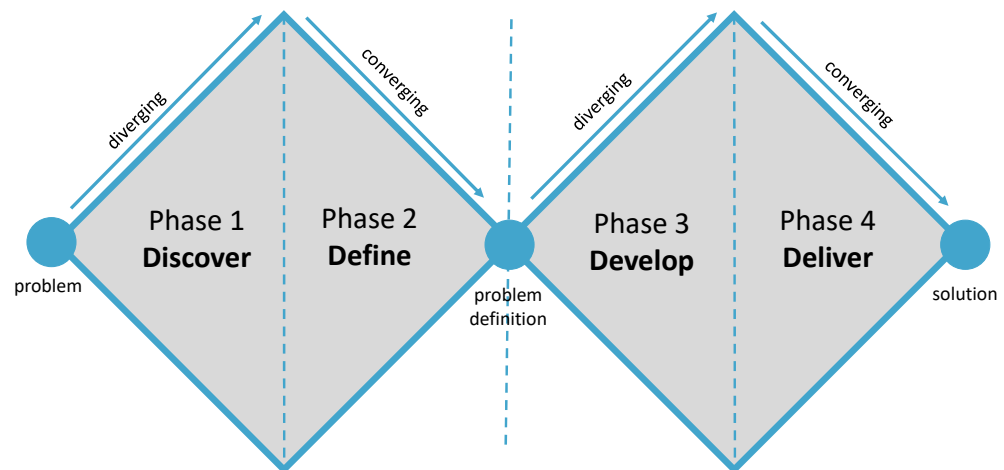 diverging
converging
diverging
converging
Phase 1
Discover
Phase 2
Define
Phase 3
Develop
Phase 4
Deliver
problem
problem
definition
solution